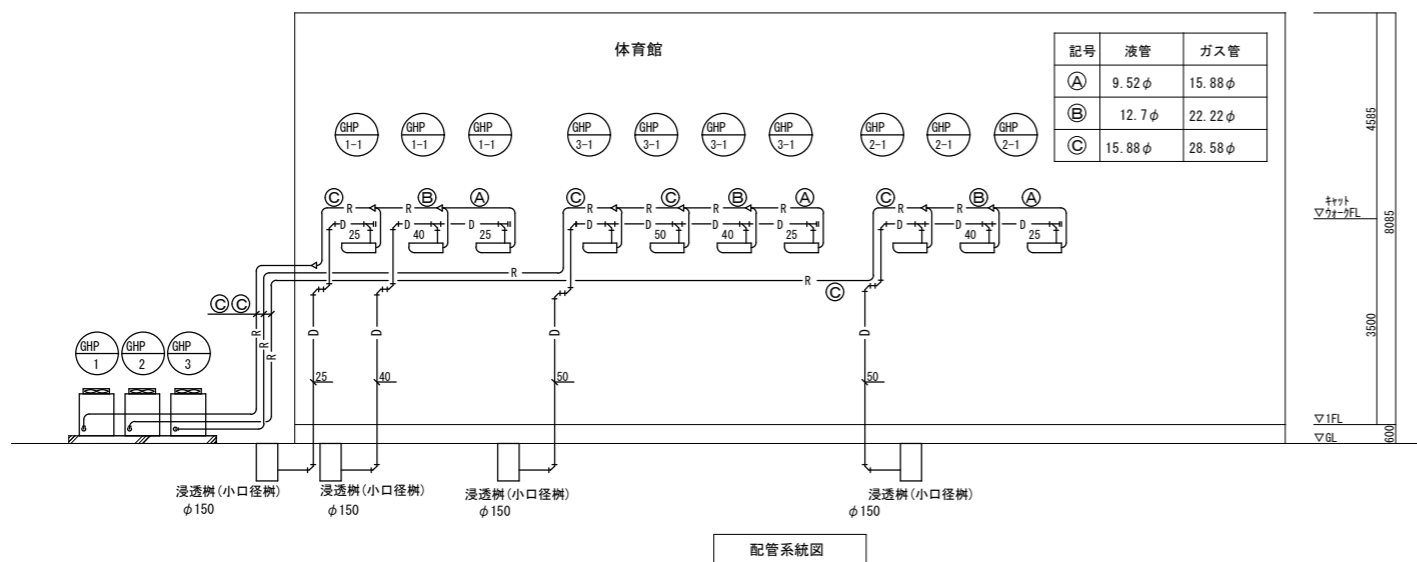 体育館
記号 液管 ガス管
Ⓐ 9.52φ 15.88φ
Ⓑ 12.7φ 22.22φ
Ⓒ 15.88φ 28.58φ
GHP GHP GHP GHP GHP GHP GHP GHP GHP GHP
1-1 1-1 1-1 3-1 3-1 3-1 3-1 2-1 2-1 2-1
Ⓒ Ⓑ Ⓐ Ⓒ Ⓒ Ⓑ Ⓐ Ⓒ Ⓑ Ⓐ
R R R R R R R
D D D D D D D D D D
25 40 25 50 40 25 40 25
R R Ⓒ
Ⓒ Ⓒ
R R R
D D D D
GHP GHP GHP
1 2 3
25 40 50 50
浸透桝(小口径桝)
φ150
浸透桝(小口径桝)
φ150
浸透桝(小口径桝)
φ150
浸透桝(小口径桝)
φ150
キャット
▽ウォークFL
▽1FL
▽GL
4585
3500
8085
600
配管系統図